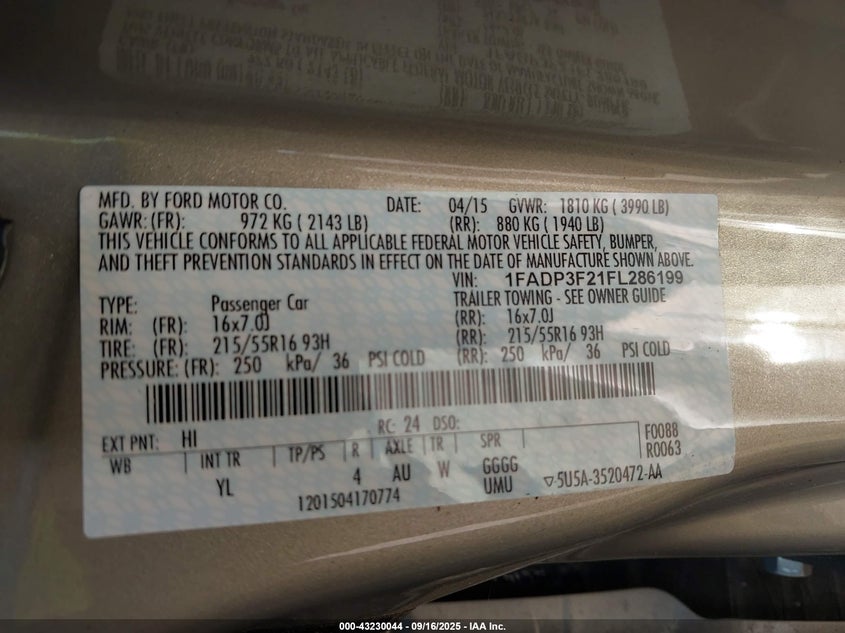 MFD. BY FORD MOTOR CO. DATE: 04/15 GVWR: 1810 KG ( 3990 LB)
GAWR: (FR): 972 KG ( 2143 LB) (RR): 880 KG ( 1940 LB)
THIS VEHICLE CONFORMS TO ALL APPLICABLE FEDERAL MOTOR VEHICLE SAFETY, BUMPER,
AND THEFT PREVENTION STANDARDS IN EFFECT ON THE DATE OF MANUFACTURE SHOWN ABOVE.
VIN: 1FADP3F21FL286199
TYPE: Passenger Car TRAILER TOWING - SEE OWNER GUIDE
RIM: (FR): 16x7.0J (RR): 16x7.0J
TIRE: (FR): 215/55R16 93H (RR): 215/55R16 93H
PRESSURE: (FR): 250 kPa/ 36 PSI COLD (RR): 250 kPa/ 36 PSI COLD
RC: 24 DSO:
EXT PNT: HI F0088
WB INT TR TP/PS R AXLE TR SPR R0063
YL 4 AU W GGGG
UMU ▽-5U5A-3520472-AA
1201504170774
000-43230044 - 09/16/2025 - IAA Inc.